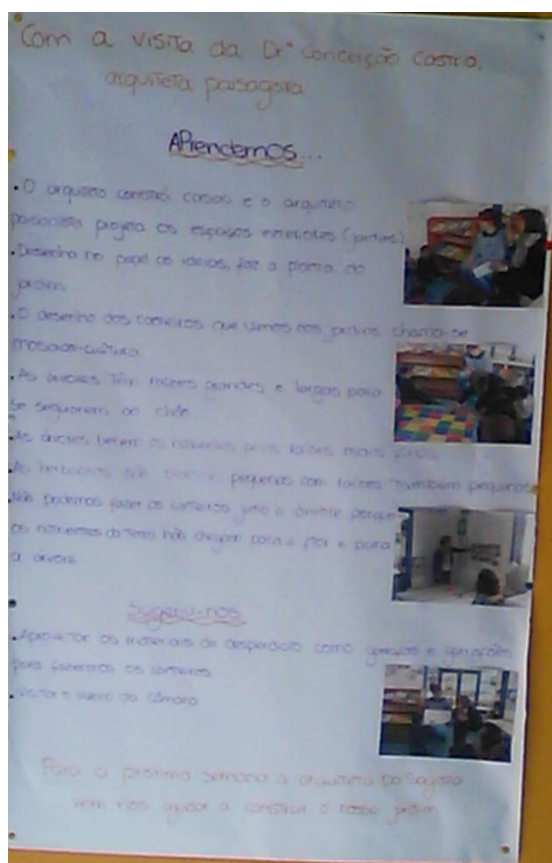 Com a visita da Drª Conceição Castro,
arquiteta paisagista
Aprendemos...
• O arquiteto constrói casas e o arquiteto
paisagista projeta os espaços exteriores (jardins)
• Desenha no papel as ideias, faz a planta do
jardim.
• O desenho dos canteiros que vemos nos jardins chama-se
mosaico-cultura
• As árvores têm raízes grandes e largas para
se segurarem ao chão
• As árvores bebem os nutrientes pelas raízes mais finas
• As herbáceas são plantas pequenas com raízes também pequenas
• Não podemos fazer os canteiros junto à árvore porque
os nutrientes da terra não chegam para a flor e para
a árvore
Sugeriu-nos
• Aproveitar os materiais de desperdício como garrafas e garrafões
para fazermos os canteiros
• Visitar o viveiro da Câmara
Para a próxima semana a arquiteta paisagista
vem nos ajudar a construir o nosso jardim